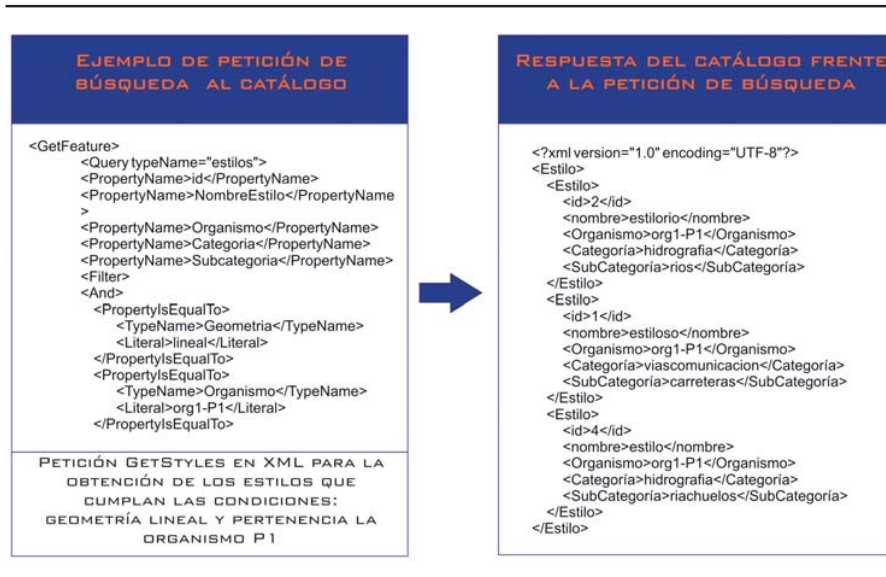 EJEMPLO DE PETICIÓN DE
BÚSQUEDA AL CATÁLOGO
<GetFeature>
<Query typeName="estilos">
<PropertyName>id</PropertyName>
<PropertyName>NombreEstilo</PropertyName
>
<PropertyName>Organismo</PropertyName>
<PropertyName>Categoria</PropertyName>
<PropertyName>Subcategoria</PropertyName>
<Filter>
<And>
<PropertyIsEqualTo>
<TypeName>Geometria</TypeName>
<Literal>lineal</Literal>
</PropertyIsEqualTo>
<PropertyIsEqualTo>
<TypeName>Organismo</TypeName>
<Literal>org1-P1</Literal>
</PropertyIsEqualTo>
PETICIÓN GETSTYLES EN XML PARA LA
OBTENCIÓN DE LOS ESTILOS QUE
CUMPLAN LAS CONDICIONES:
GEOMETRÍA LINEAL Y PERTENENCIA LA
ORGANISMO P1
RESPUESTA DEL CATÁLOGO FRENTE
A LA PETICIÓN DE BÚSQUEDA
<?xml version="1.0" encoding="UTF-8"?>
<Estilo>
<Estilo>
<id>2</id>
<nombre>estilorio</nombre>
<Organismo>org1-P1</Organismo>
<Categoría>hidrografia</Categoría>
<SubCategoría>rios</SubCategoría>
</Estilo>
<Estilo>
<id>1</id>
<nombre>estiloso</nombre>
<Organismo>org1-P1</Organismo>
<Categoría>viascomunicacion</Categoría>
<SubCategoría>carreteras</SubCategoría>
</Estilo>
<Estilo>
<id>4</id>
<nombre>estilo</nombre>
<Organismo>org1-P1</Organismo>
<Categoría>hidrografia</Categoría>
<SubCategoría>riachuelos</SubCategoría>
</Estilo>
</Estilo>